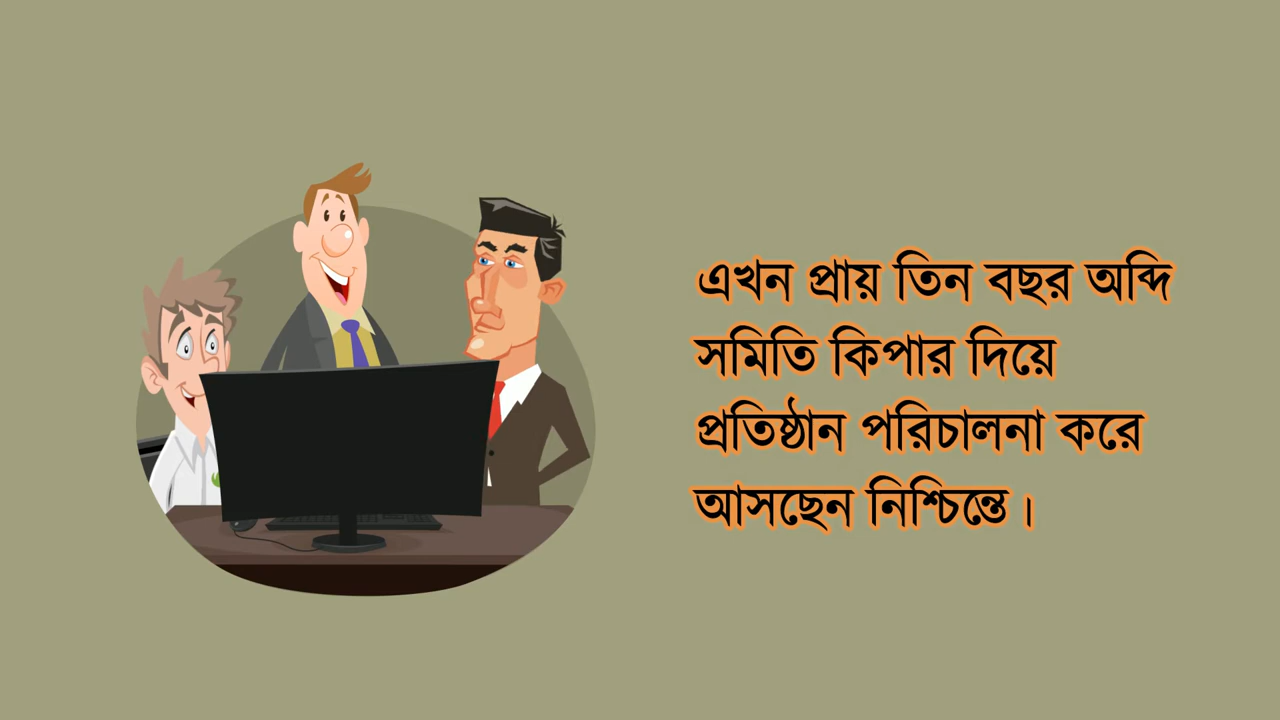 এখন প্রায় তিন বছর অব্দি
সমিতি কিপার দিয়ে
প্রতিষ্ঠান পরিচালনা করে
আসছেন নিশ্চিন্তে।